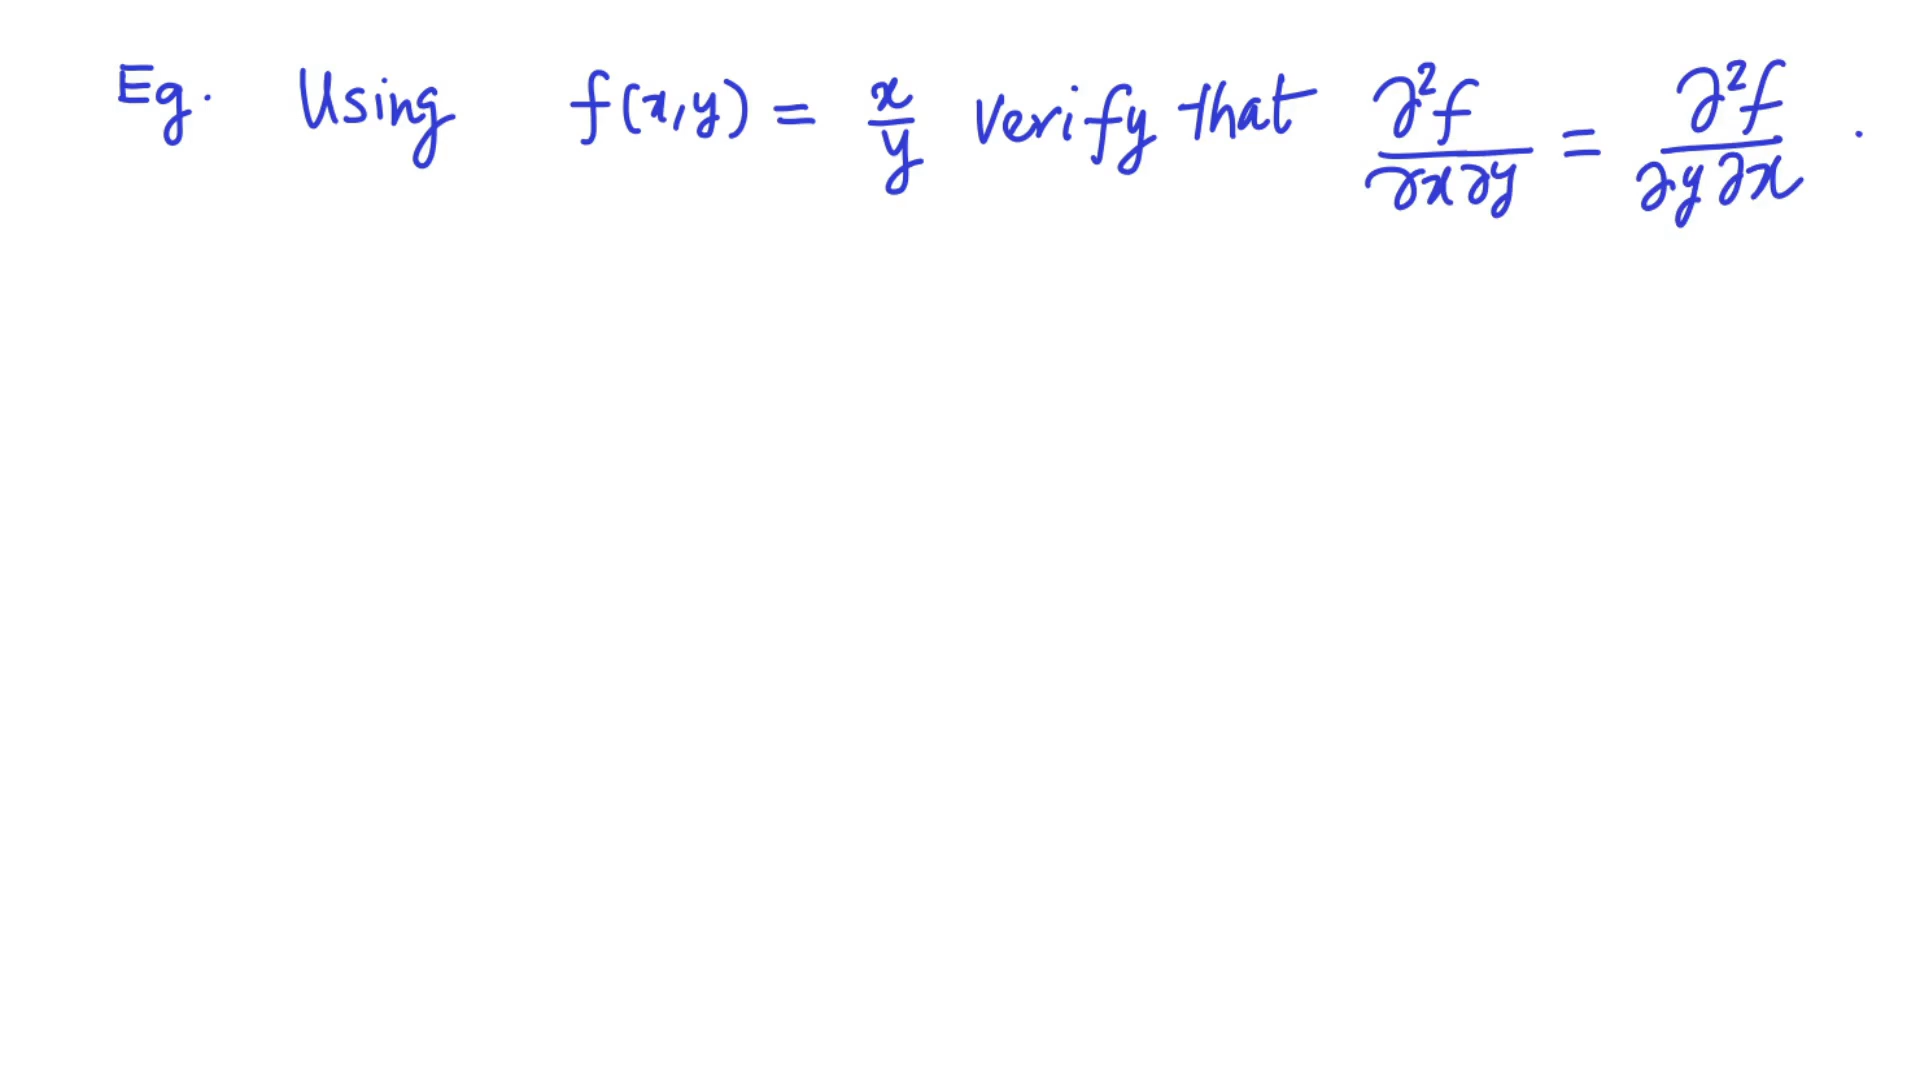 Eg. Using f(x,y) = x/y verify that ∂²f/∂x∂y = ∂²f/∂y∂x .